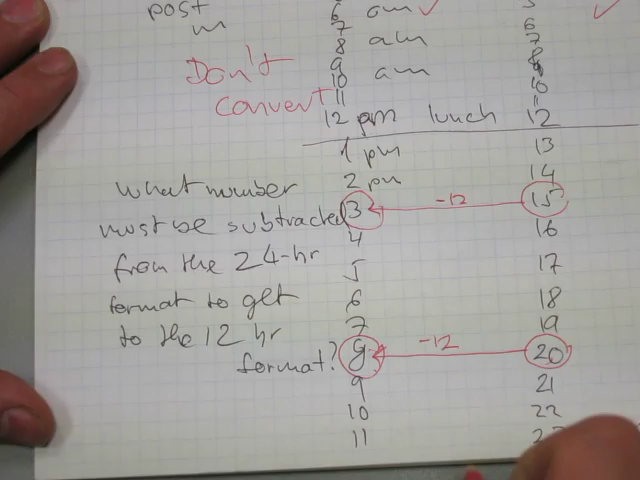 post
m
6 am
7
8 am
9
10 am
11
12 pm lunch
1 pm
2 pm
3
4
5
6
7
8
9
10
11
5
6
7
8
9
10
11
12
13
14
15
16
17
18
19
20
21
22
Don't
convert
-12
-12
what number
must be subtracted
from the 24-hr
format to get
to the 12 hr
format?